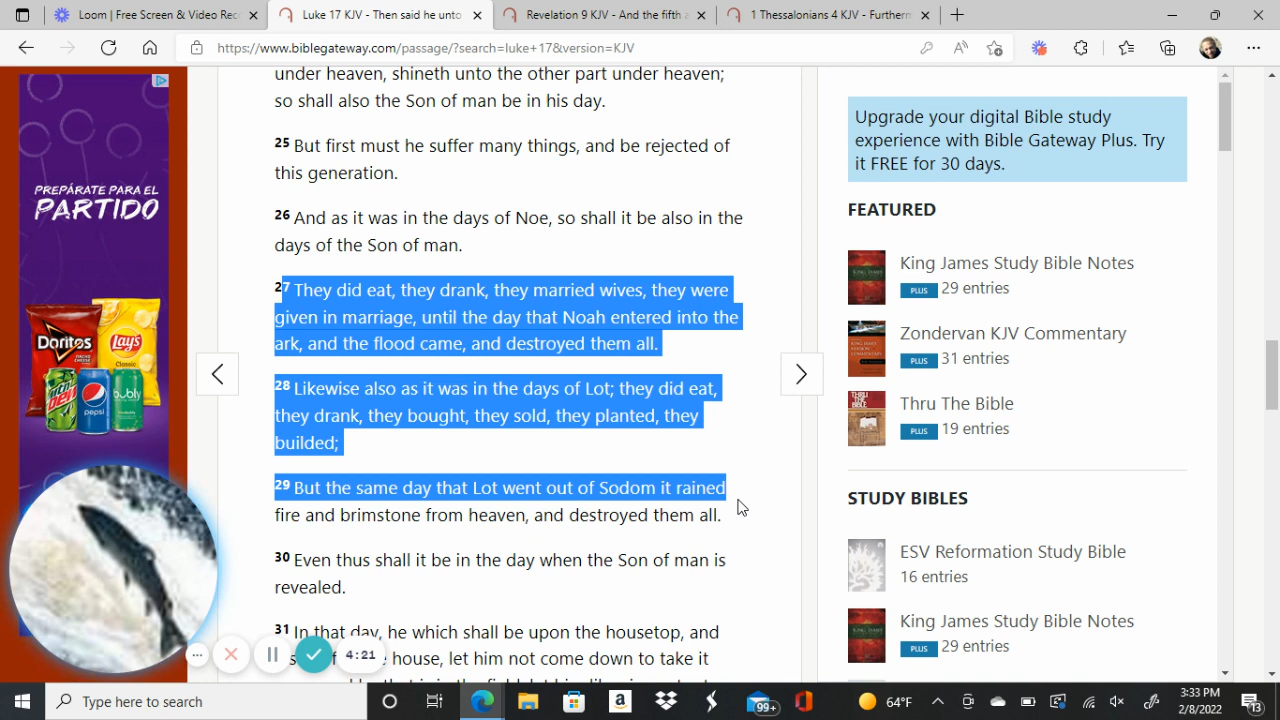 Loom | Free Screen & Video Rec
Luke 17 KJV - Then said he unto
Revelation 9 KJV - And the fifth a
1 Thessalonians 4 KJV - Furthern
https://www.biblegateway.com/passage/?search=luke+17&version=KJV
PREPÁRATE PARA EL
PARTIDO
Doritos
Lay's
Classic
pepsi
bubly
under heaven, shineth unto the other part under heaven;
so shall also the Son of man be in his day.
25 But first must he suffer many things, and be rejected of
this generation.
26 And as it was in the days of Noe, so shall it be also in the
days of the Son of man.
27 They did eat, they drank, they married wives, they were
given in marriage, until the day that Noah entered into the
ark, and the flood came, and destroyed them all.
28 Likewise also as it was in the days of Lot; they did eat,
they drank, they bought, they sold, they planted, they
builded;
29 But the same day that Lot went out of Sodom it rained
fire and brimstone from heaven, and destroyed them all.
30 Even thus shall it be in the day when the Son of man is
revealed.
31 In that day, he which shall be upon the housetop, and
house, let him not come down to take it
4:21
Upgrade your digital Bible study
experience with Bible Gateway Plus. Try
it FREE for 30 days.
FEATURED
King James Study Bible Notes
PLUS 29 entries
Zondervan KJV Commentary
PLUS 31 entries
THRU THE BIBLE
Thru The Bible
PLUS 19 entries
STUDY BIBLES
ESV Reformation Study Bible
16 entries
King James Study Bible Notes
PLUS 29 entries
Type here to search
99+
64°F
3:33 PM
2/8/2022
13